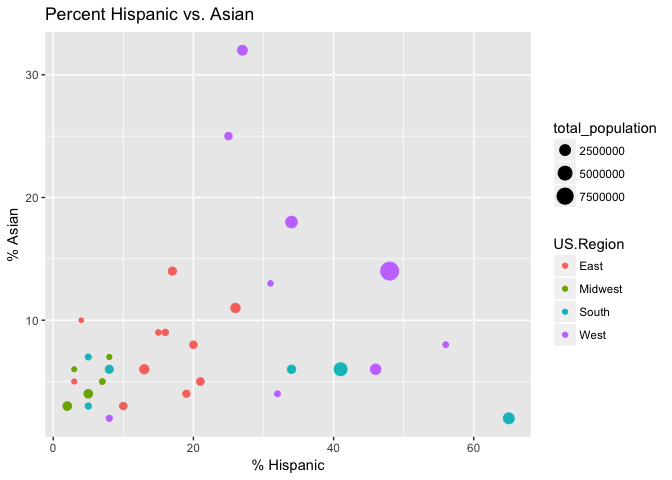 Percent Hispanic vs. Asian
% Asian
30
20
10
0
20
40
60
% Hispanic
total_population
2500000
5000000
7500000
US.Region
East
Midwest
South
West